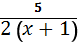 5
2 (x + 1)